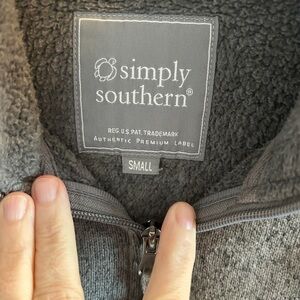 simply
southern®
REG U.S PAT. TRADEMARK
AUTHENTIC PREMIUM LABEL
SMALL